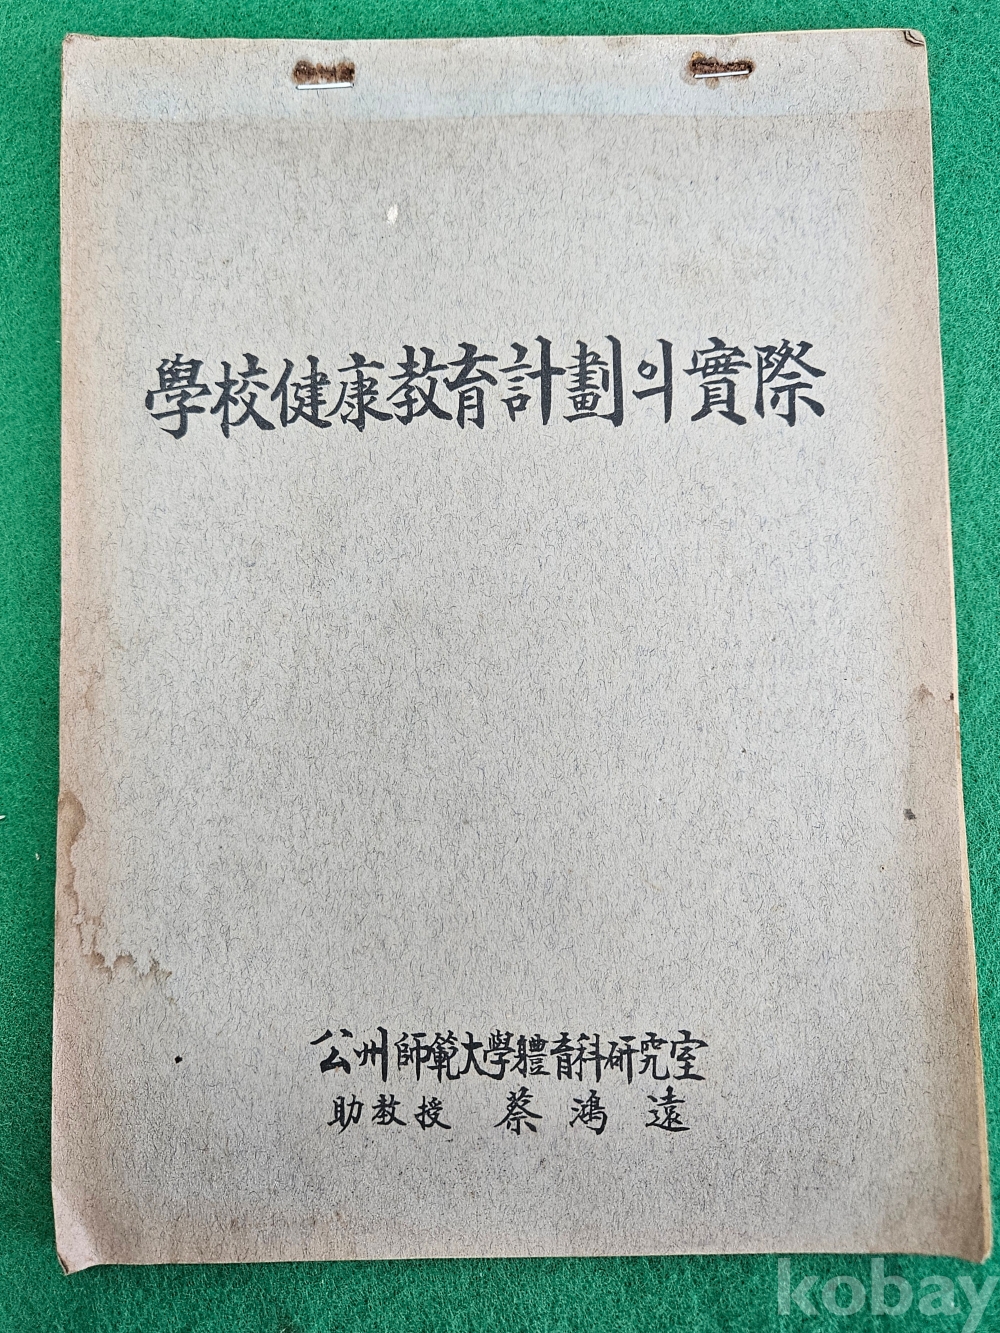 學校健康教育計劃의實際
公州師範大學體育科研究室
助教授 蔡鴻遠
kobay